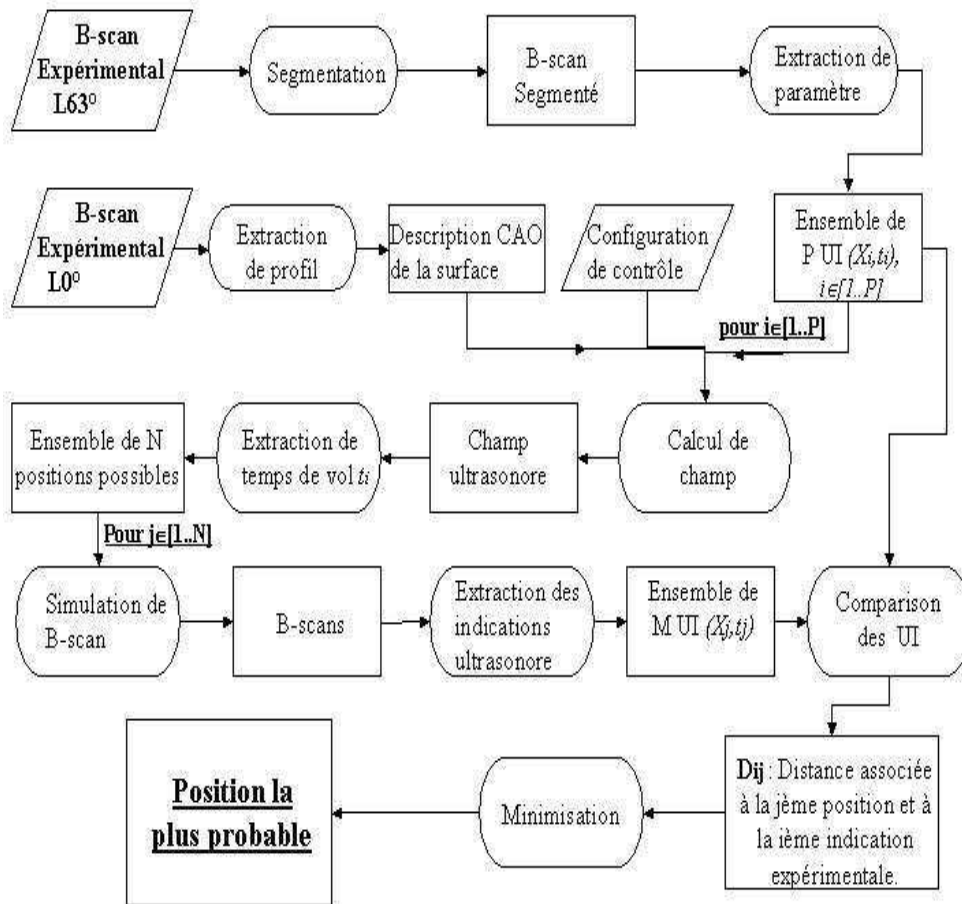 B-scan
Expérimental
L63°
Segmentation
B-scan
Segmenté
Extraction de
paramètre
B-scan
Expérimental
L0°
Extraction
de profil
Description CAO
de la surface
Configuration
de contrôle
Ensemble de
P UI (Xi,ti),
i∈[1..P]
pour i∈[1..P]
Ensemble de N
positions possibles
Extraction de
temps de vol ti
Champ
ultrasonore
Calcul de
champ
Pour j∈[1..N]
Simulation de
B-scan
B-scans
Extraction des
indications
ultrasonore
Ensemble de
M UI (Xj,tj)
Comparison
des UI
Position la
plus probable
Minimisation
Dij : Distance associée
à la jème position et à
la ième indication
expérimentale.